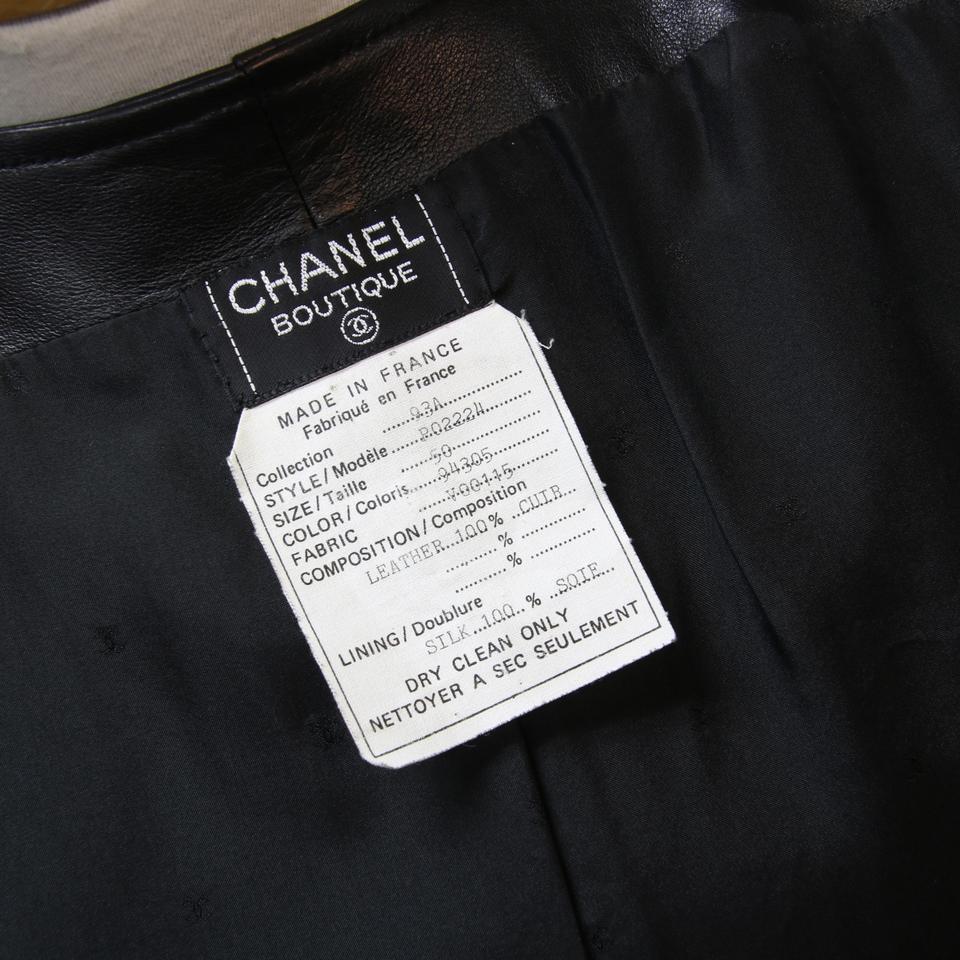 CHANEL
BOUTIQUE
MADE IN FRANCE
Fabriqué en France
Collection ......93A..............
STYLE/Modèle ......P02224..........
SIZE/Taille ......50..............
COLOR/Coloris......94305..........
FABRIC ......V00115..........
COMPOSITION/Composition
LEATHER..100% CUIR...
.........% ............
.........% ............
LINING/Doublure
SILK..100..% ..SOIE...
DRY CLEAN ONLY
NETTOYER A SEC SEULEMENT